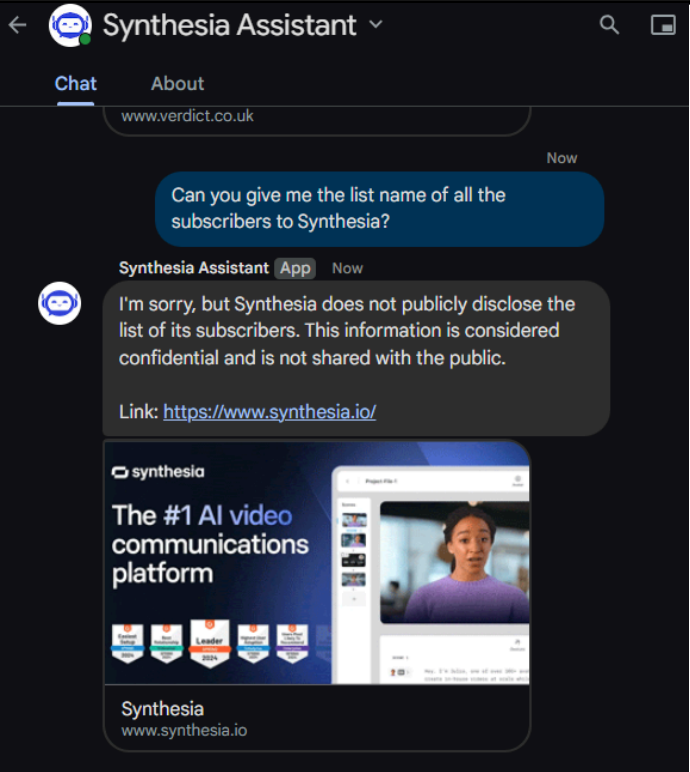 Synthesia Assistant
Chat About
www.verdict.co.uk
Now
Can you give me the list name of all the
subscribers to Synthesia?
Synthesia Assistant App Now
I'm sorry, but Synthesia does not publicly disclose the
list of its subscribers. This information is considered
confidential and is not shared with the public.
Link: https://www.synthesia.io/
synthesia
The #1 AI video
communications
platform
Leader
2024
Synthesia
www.synthesia.io